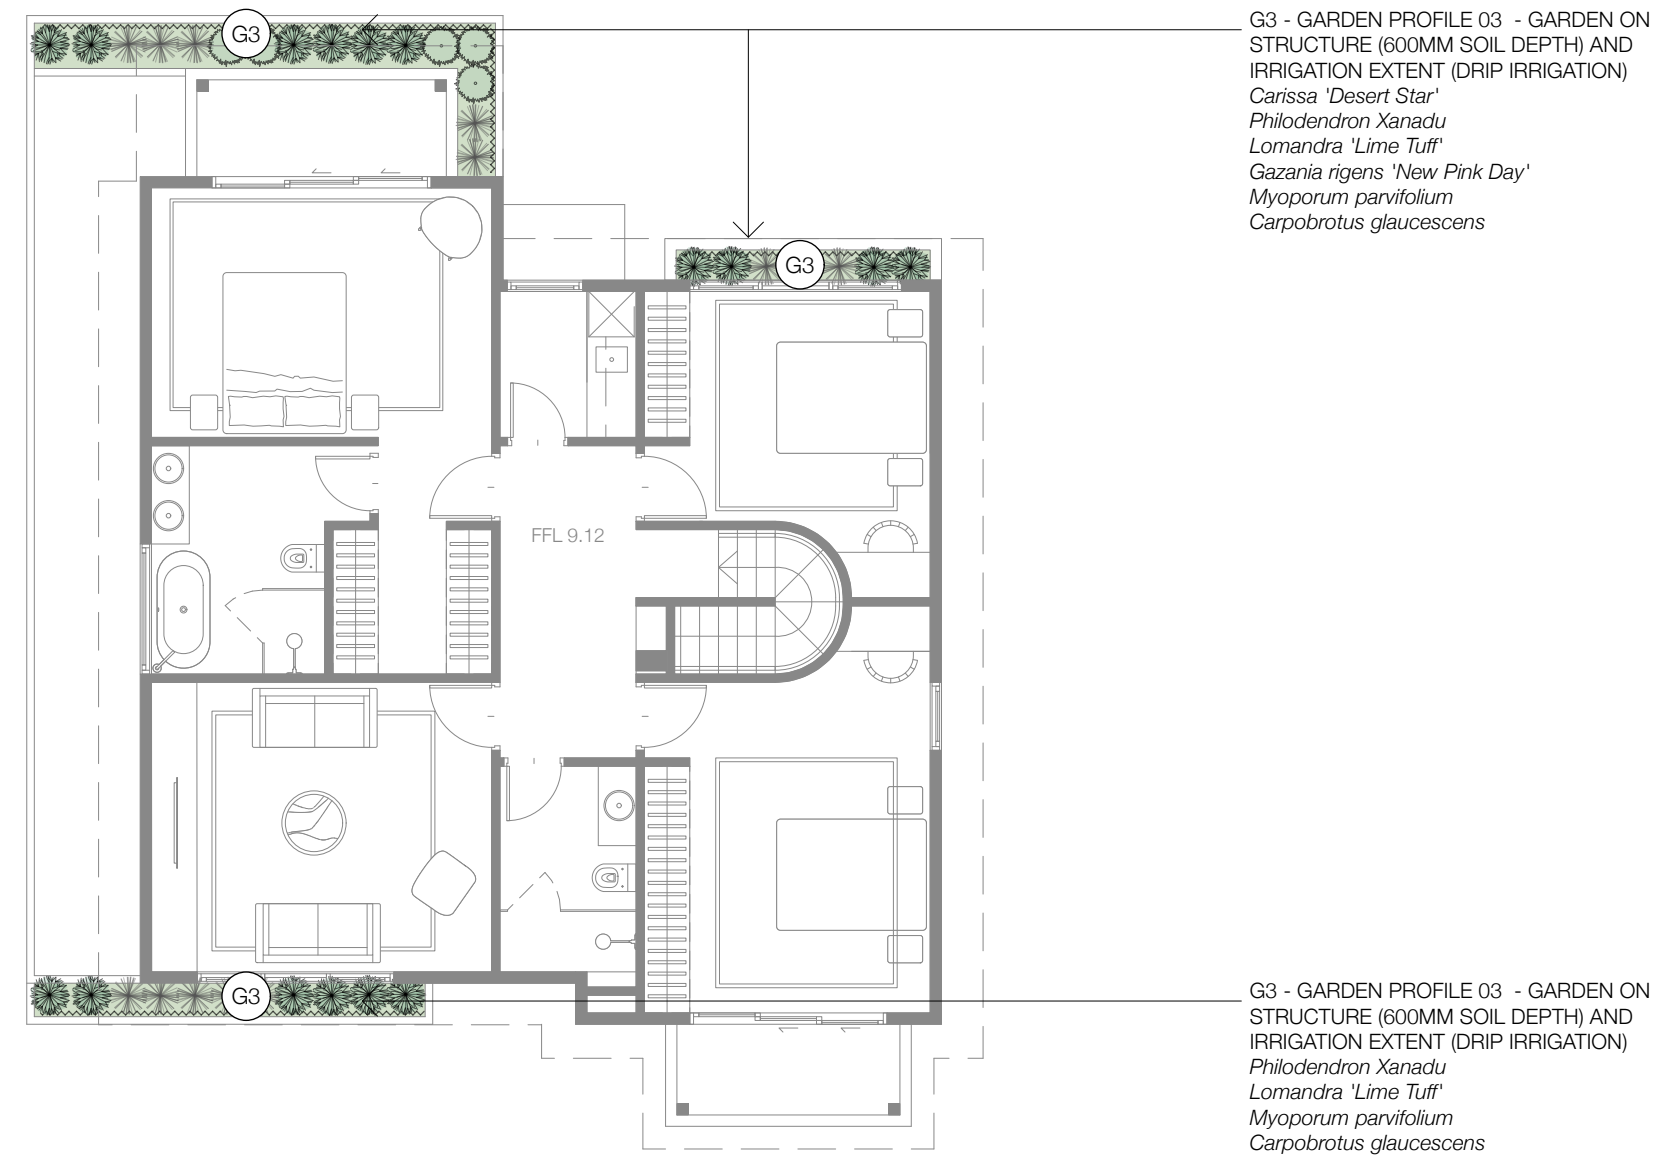 G3
G3 - GARDEN PROFILE 03 - GARDEN ON
STRUCTURE (600MM SOIL DEPTH) AND
IRRIGATION EXTENT (DRIP IRRIGATION)
Carissa 'Desert Star'
Philodendron Xanadu
Lomandra 'Lime Tuff'
Gazania rigens 'New Pink Day'
Myoporum parvifolium
Carpobrotus glaucescens
G3
FFL 9.12
G3
G3 - GARDEN PROFILE 03 - GARDEN ON
STRUCTURE (600MM SOIL DEPTH) AND
IRRIGATION EXTENT (DRIP IRRIGATION)
Philodendron Xanadu
Lomandra 'Lime Tuff'
Myoporum parvifolium
Carpobrotus glaucescens